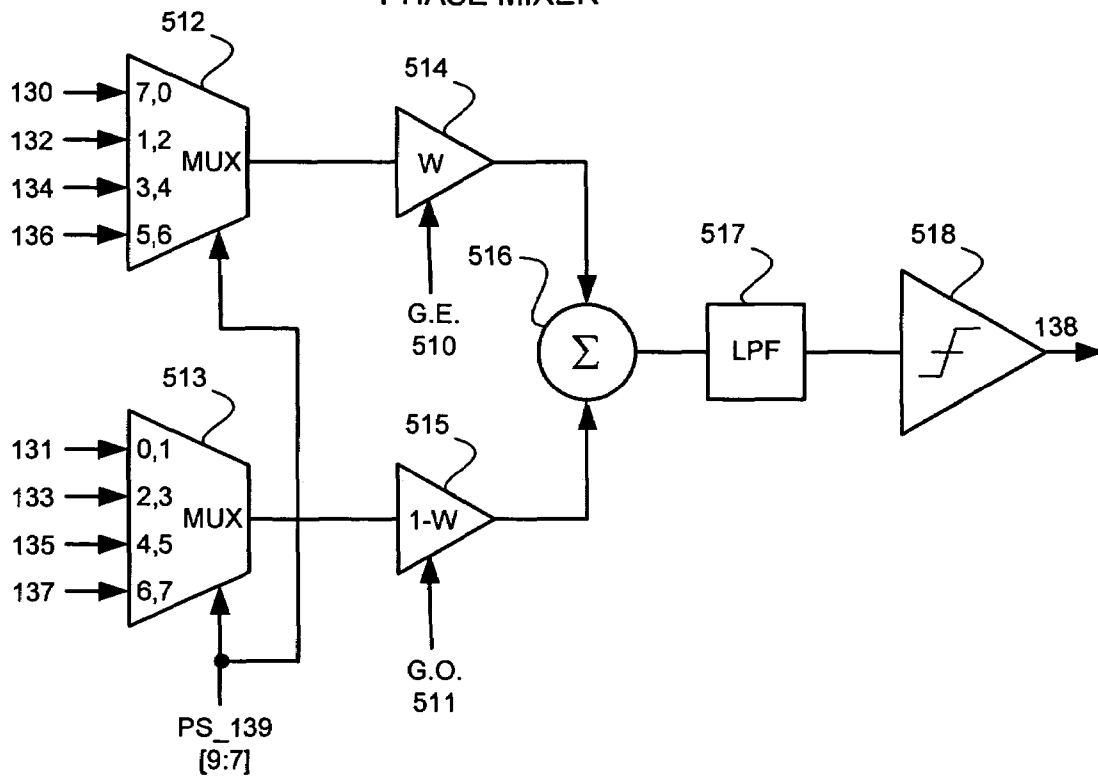 PHASE MIXER
512
130
7,0
132
1,2
134
3,4
136
5,6
MUX
514
W
G.E.
510
516
Σ
517
LPF
518
138
513
131
0,1
133
2,3
135
4,5
137
6,7
MUX
515
1-W
G.O.
511
PS_139
[9:7]